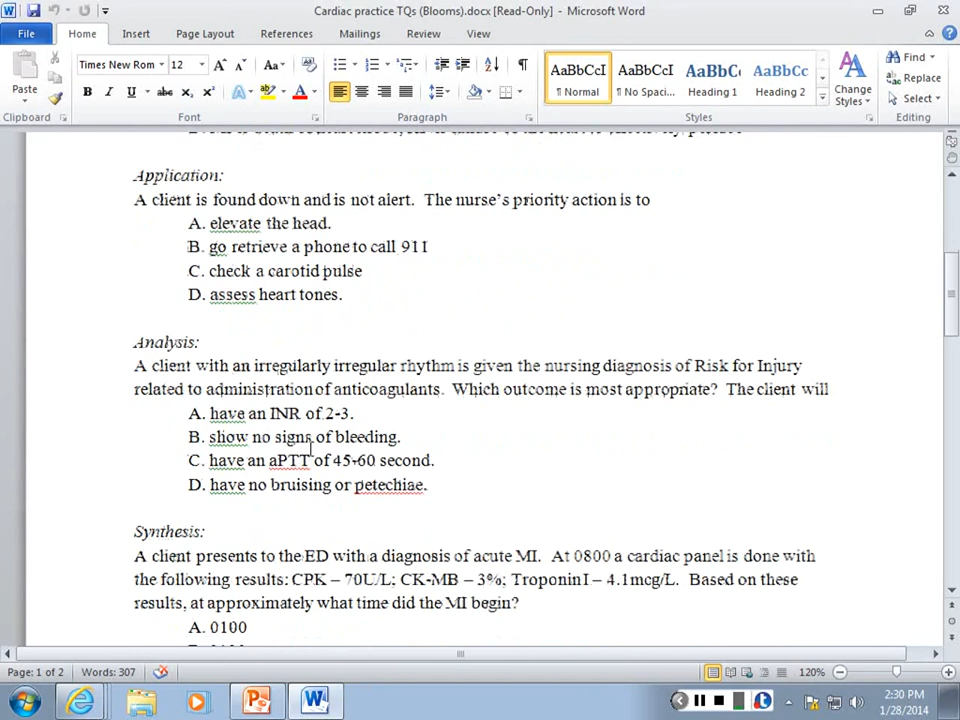 Cardiac practice TQs (Blooms).docx [Read-Only] - Microsoft Word
File Home Insert Page Layout References Mailings Review View
Times New Rom 12
Paste
B I U abc X₂ X² A
AaBbCcI AaBbCcI AaBbCc AaBbCc
¶ Normal ¶ No Spaci... Heading 1 Heading 2
Change Styles
Find
Replace
Select
Clipboard Font Paragraph Styles Editing
Application:
A client is found down and is not alert. The nurse's priority action is to
A. elevate the head.
B. go retrieve a phone to call 911
C. check a carotid pulse
D. assess heart tones.
Analysis:
A client with an irregularly irregular rhythm is given the nursing diagnosis of Risk for Injury
related to administration of anticoagulants. Which outcome is most appropriate? The client will
A. have an INR of 2-3.
B. show no signs of bleeding.
C. have an aPTT of 45-60 second.
D. have no bruising or petechiae.
Synthesis:
A client presents to the ED with a diagnosis of acute MI. At 0800 a cardiac panel is done with
the following results: CPK – 70U/L; CK-MB – 3%; Troponin I – 4.1mcg/L. Based on these
results, at approximately what time did the MI begin?
A. 0100
Page: 1 of 2 Words: 307 120%
2:30 PM
1/28/2014